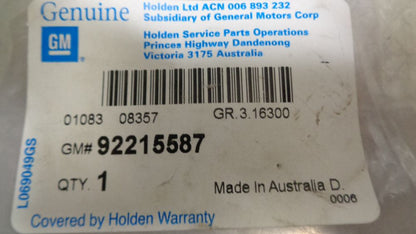 Genuine
GM
Holden Ltd ACN 006 893 232
Subsidiary of General Motors Corp
Holden Service Parts Operations
Princes Highway Dandenong
Victoria 3175 Australia
01083 08357 GR.3.16300
GM# 92215587
QTY. 1
Made In Australia D.
0006
Covered by Holden Warranty
L069049GS